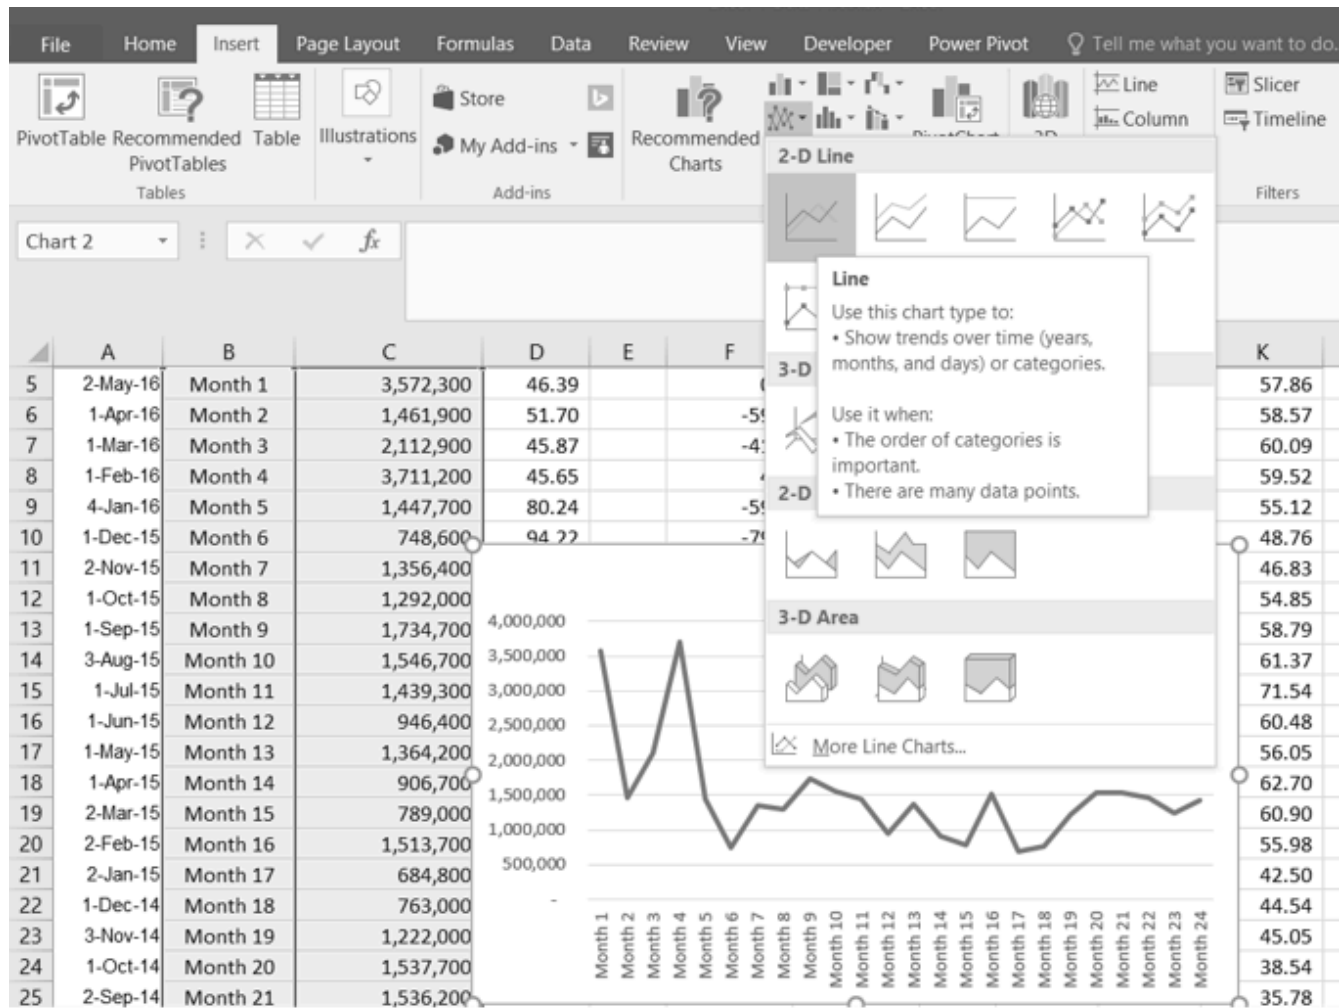 File Home Insert Page Layout Formulas Data Review View Developer Power Pivot Tell me what you want to do.
PivotTable Recommended PivotTables Table
Illustrations
Store
My Add-ins
Recommended Charts
Line
Column
Slicer
Timeline
Tables
Add-ins
Filters
2-D Line
Chart 2
fx
Line
Use this chart type to:
• Show trends over time (years,
months, and days) or categories.
Use it when:
• The order of categories is
important.
• There are many data points.
3-D
2-D
3-D Area
More Line Charts...
A B C D E F K
5 2-May-16 Month 1 3,572,300 46.39 57.86
6 1-Apr-16 Month 2 1,461,900 51.70 58.57
7 1-Mar-16 Month 3 2,112,900 45.87 60.09
8 1-Feb-16 Month 4 3,711,200 45.65 59.52
9 4-Jan-16 Month 5 1,447,700 80.24 55.12
10 1-Dec-15 Month 6 748,600 94.22 48.76
11 2-Nov-15 Month 7 1,356,400 46.83
12 1-Oct-15 Month 8 1,292,000 54.85
13 1-Sep-15 Month 9 1,734,700 58.79
14 3-Aug-15 Month 10 1,546,700 61.37
15 1-Jul-15 Month 11 1,439,300 71.54
16 1-Jun-15 Month 12 946,400 60.48
17 1-May-15 Month 13 1,364,200 56.05
18 1-Apr-15 Month 14 906,700 62.70
19 2-Mar-15 Month 15 789,000 60.90
20 2-Feb-15 Month 16 1,513,700 55.98
21 2-Jan-15 Month 17 684,800 42.50
22 1-Dec-14 Month 18 763,000 44.54
23 3-Nov-14 Month 19 1,222,000 45.05
24 1-Oct-14 Month 20 1,537,700 38.54
25 2-Sep-14 Month 21 1,536,200 35.78
4,000,000
3,500,000
3,000,000
2,500,000
2,000,000
1,500,000
1,000,000
500,000
-
Month 1
Month 2
Month 3
Month 4
Month 5
Month 6
Month 7
Month 8
Month 9
Month 10
Month 11
Month 12
Month 13
Month 14
Month 15
Month 16
Month 17
Month 18
Month 19
Month 20
Month 21
Month 22
Month 23
Month 24